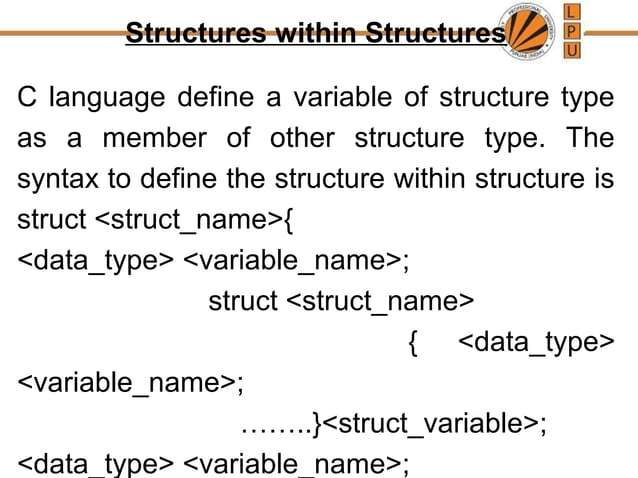 Structures within Structures
L
P
U
C language define a variable of structure type
as a member of other structure type. The
syntax to define the structure within structure is
struct <struct_name>{
<data_type> <variable_name>;
struct <struct_name>
{ <data_type>
<variable_name>;
……..}<struct_variable>;
<data_type> <variable_name>;